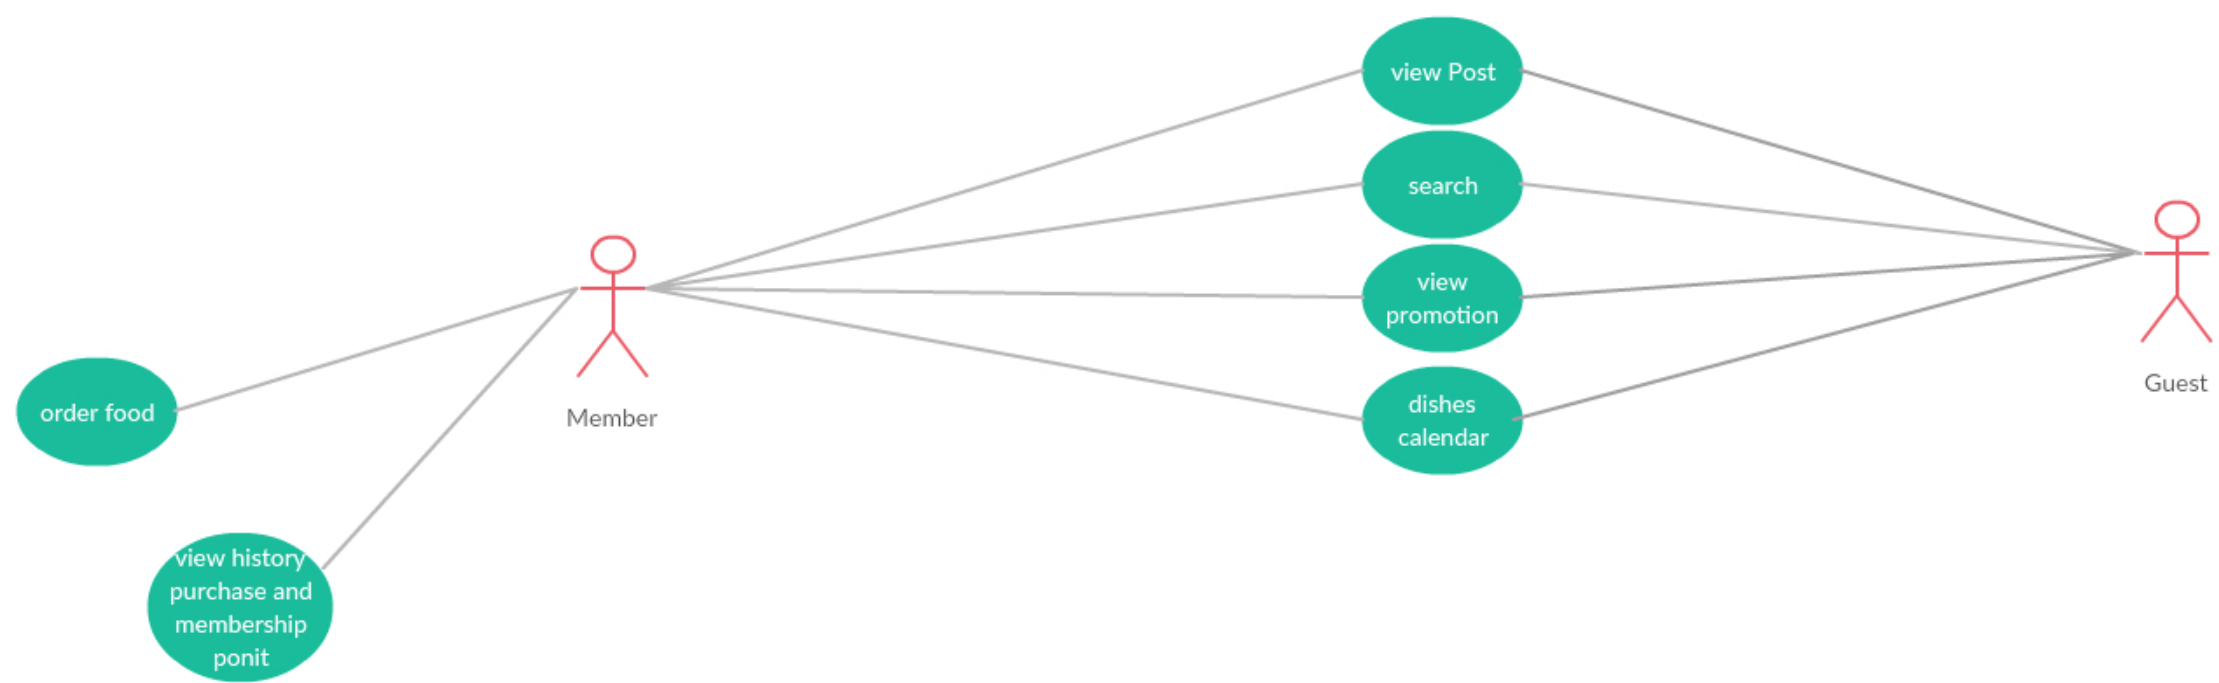 view Post
search
view
promotion
dishes
calendar
Guest
Member
order food
view history
purchase and
membership
ponit